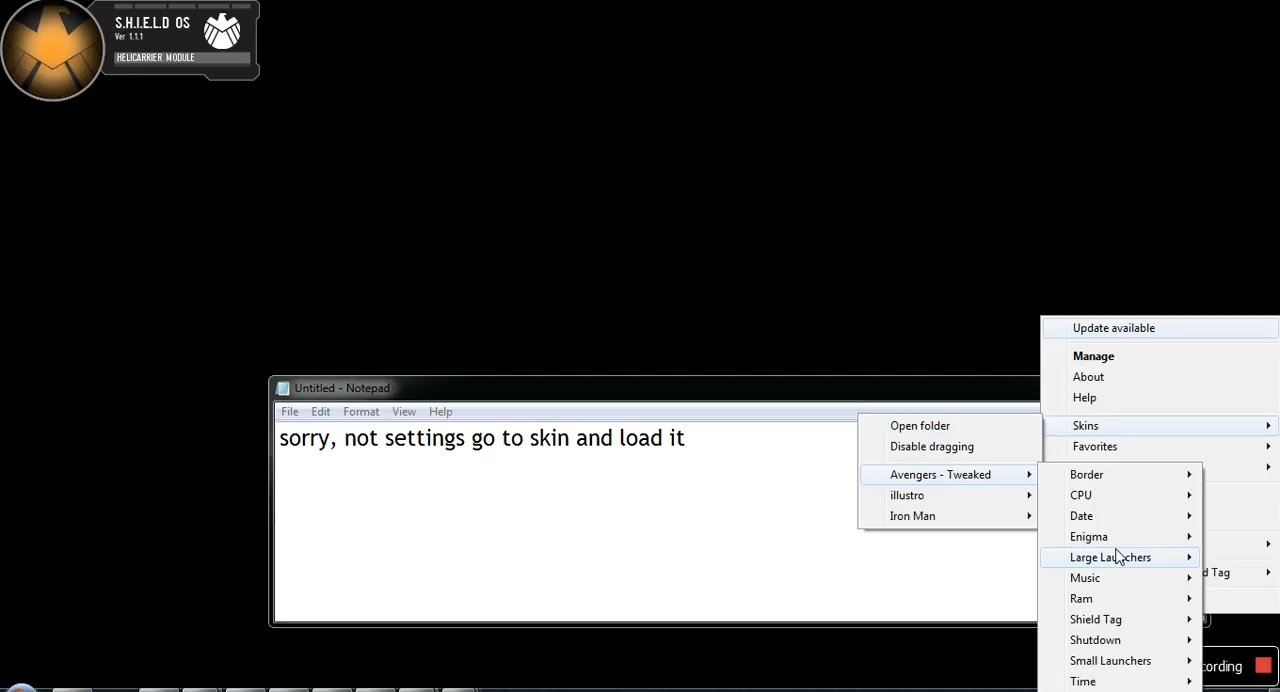 S.H.I.E.L.D OS
Ver 1.1.1
HELICARRIER MODULE
Untitled - Notepad
File Edit Format View Help
sorry, not settings go to skin and load it
Update available
Manage
About
Help
Skins
Favorites
Open folder
Disable dragging
Avengers - Tweaked
illustro
Iron Man
Border
CPU
Date
Enigma
Large Launchers
Music
Ram
Shield Tag
Shutdown
Small Launchers
Time
d Tag
cording